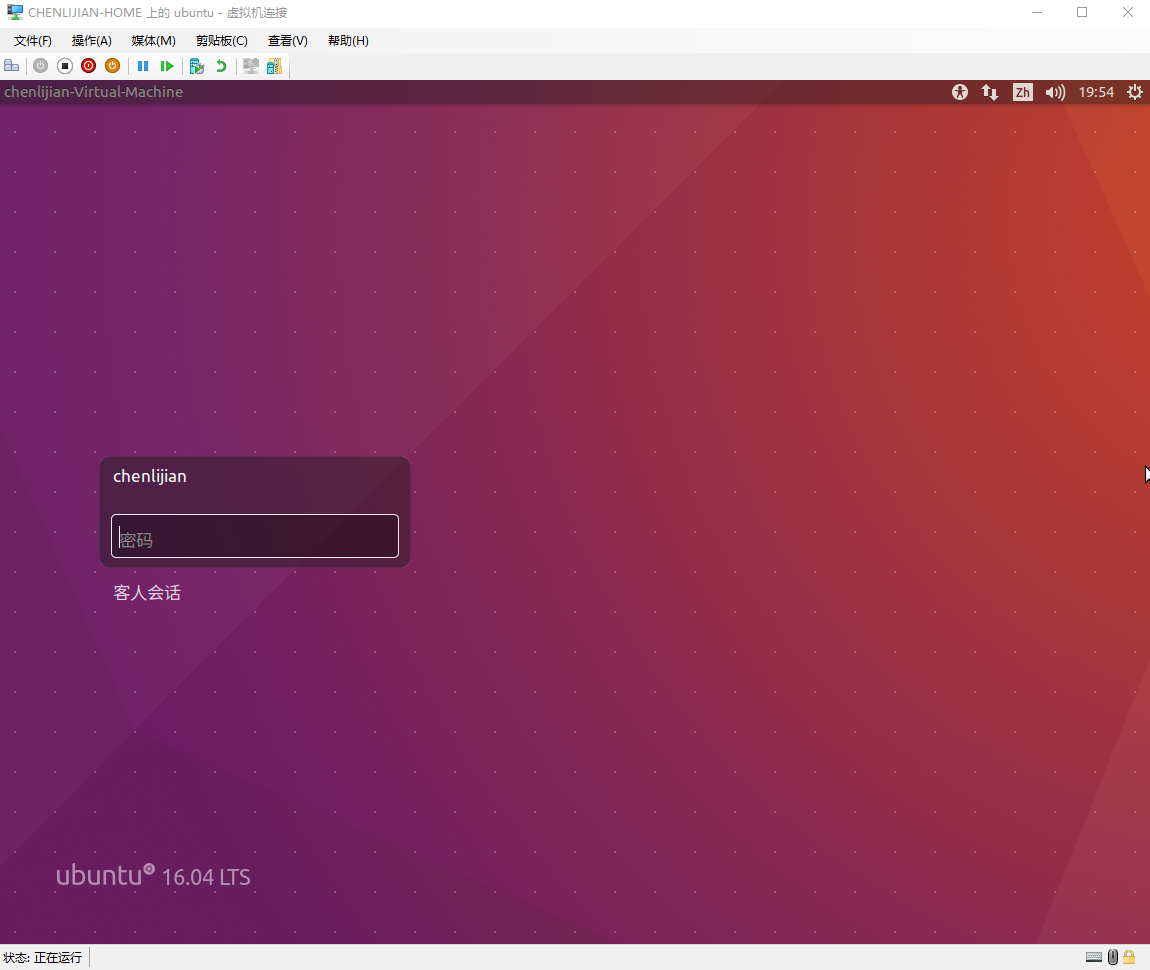 CHENLIJIAN-HOME 上的 ubuntu - 虚拟机连接
文件(F) 操作(A) 媒体(M) 剪贴板(C) 查看(V) 帮助(H)
chenlijian-Virtual-Machine Zh 19:54
chenlijian
密码
客人会话
ubuntu 16.04 LTS
状态: 正在运行